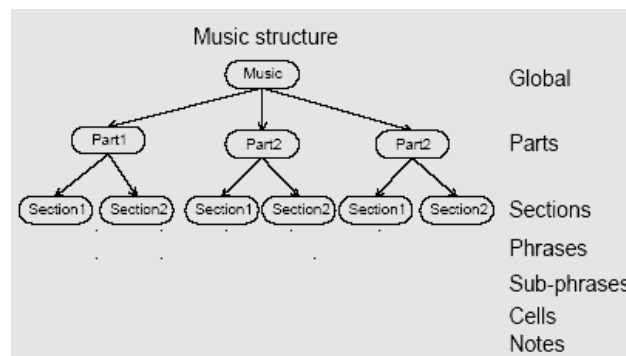 Music structure
Music
Global
Part1
Part2
Part2
Parts
Section1
Section2
Section1
Section2
Section1
Section2
Sections
Phrases
Sub-phrases
Cells
Notes